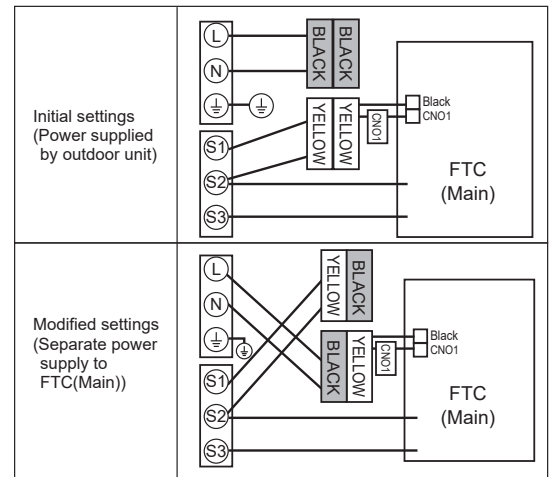 Initial settings
(Power supplied
by outdoor unit)
L
N
S1
S2
S3
BLACK
BLACK
YELLOW
YELLOW
CNO1
Black
CNO1
FTC
(Main)
Modified settings
(Separate power
supply to
FTC(Main))
L
N
S1
S2
S3
YELLOW
BLACK
BLACK
YELLOW
CNO1
Black
CNO1
FTC
(Main)